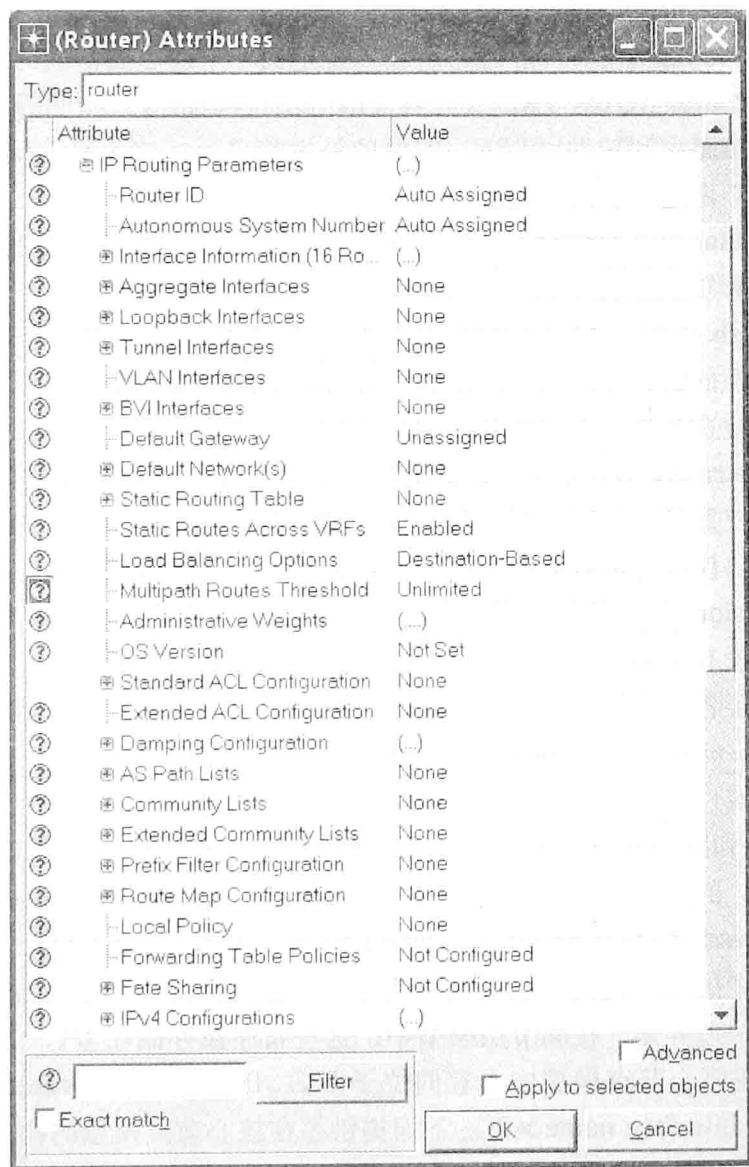 (Router) Attributes
Type: router
Attribute Value
IP Routing Parameters (...)
Router ID Auto Assigned
Autonomous System Number Auto Assigned
Interface Information (16 Ro... (...)
Aggregate Interfaces None
Loopback Interfaces None
Tunnel Interfaces None
VLAN Interfaces None
BVI Interfaces None
Default Gateway Unassigned
Default Network(s) None
Static Routing Table None
Static Routes Across VRFs Enabled
Load Balancing Options Destination-Based
Multipath Routes Threshold Unlimited
Administrative Weights (...)
OS Version Not Set
Standard ACL Configuration None
Extended ACL Configuration None
Damping Configuration (...)
AS Path Lists None
Community Lists None
Extended Community Lists None
Prefix Filter Configuration None
Route Map Configuration None
Local Policy None
Forwarding Table Policies Not Configured
Fate Sharing Not Configured
IPv4 Configurations (...)
Advanced
Filter
Apply to selected objects
Exact match
OK Cancel